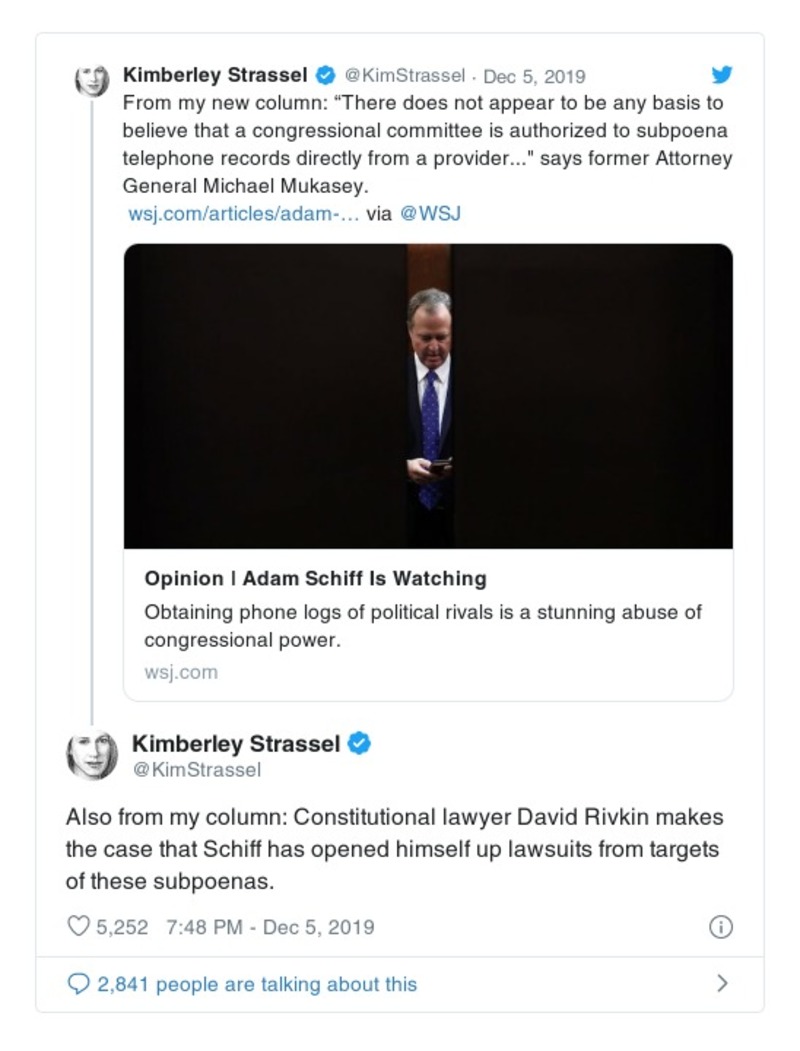 Kimberley Strassel @KimStrassel · Dec 5, 2019
From my new column: “There does not appear to be any basis to
believe that a congressional committee is authorized to subpoena
telephone records directly from a provider..." says former Attorney
General Michael Mukasey.
wsj.com/articles/adam-… via @WSJ
Opinion | Adam Schiff Is Watching
Obtaining phone logs of political rivals is a stunning abuse of
congressional power.
wsj.com
Kimberley Strassel
@KimStrassel
Also from my column: Constitutional lawyer David Rivkin makes
the case that Schiff has opened himself up lawsuits from targets
of these subpoenas.
5,252 7:48 PM - Dec 5, 2019
2,841 people are talking about this